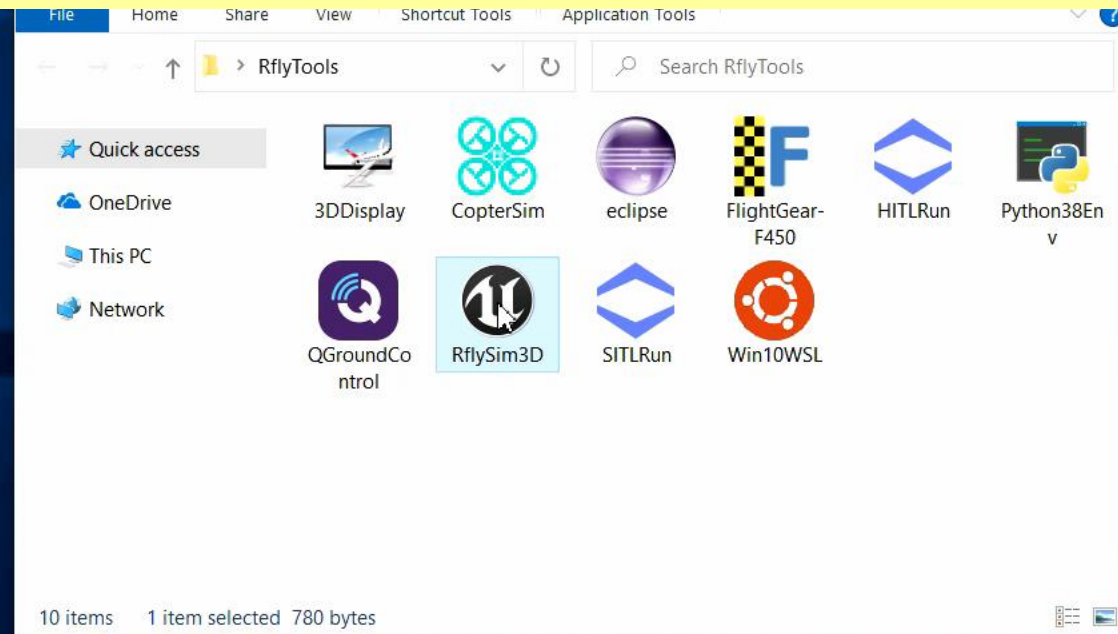 File Home Share View Shortcut Tools Application Tools
RflyTools
Search RflyTools
Quick access
OneDrive
This PC
Network
3DDisplay CopterSim eclipse FlightGear- HITLRun Python38En
F450 v
QGroundCo RflySim3D SITLRun Win10WSL
ntrol
10 items 1 item selected 780 bytes